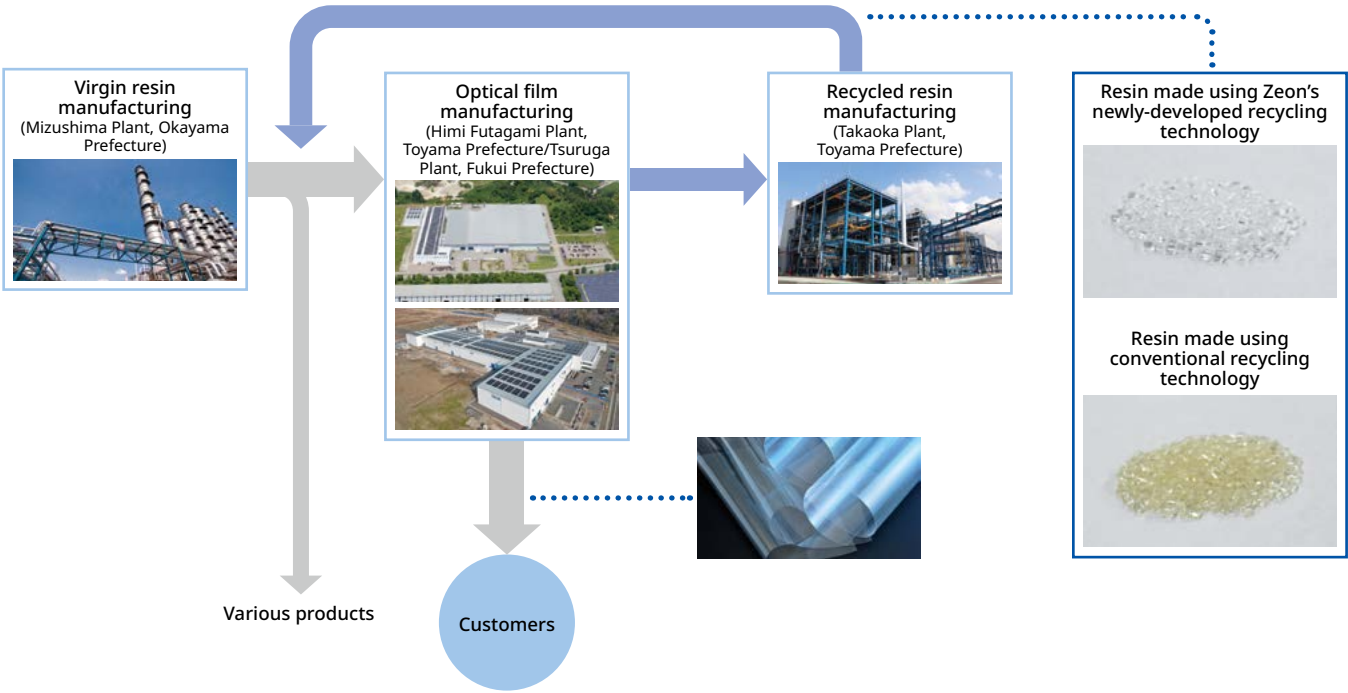 Virgin resin
manufacturing
(Mizushima Plant, Okayama
Prefecture)
Optical film
manufacturing
(Himi Futagami Plant,
Toyama Prefecture/Tsuruga
Plant, Fukui Prefecture)
Recycled resin
manufacturing
(Takaoka Plant,
Toyama Prefecture)
Resin made using Zeon’s
newly-developed recycling
technology
Resin made using
conventional recycling
technology
Various products
Customers